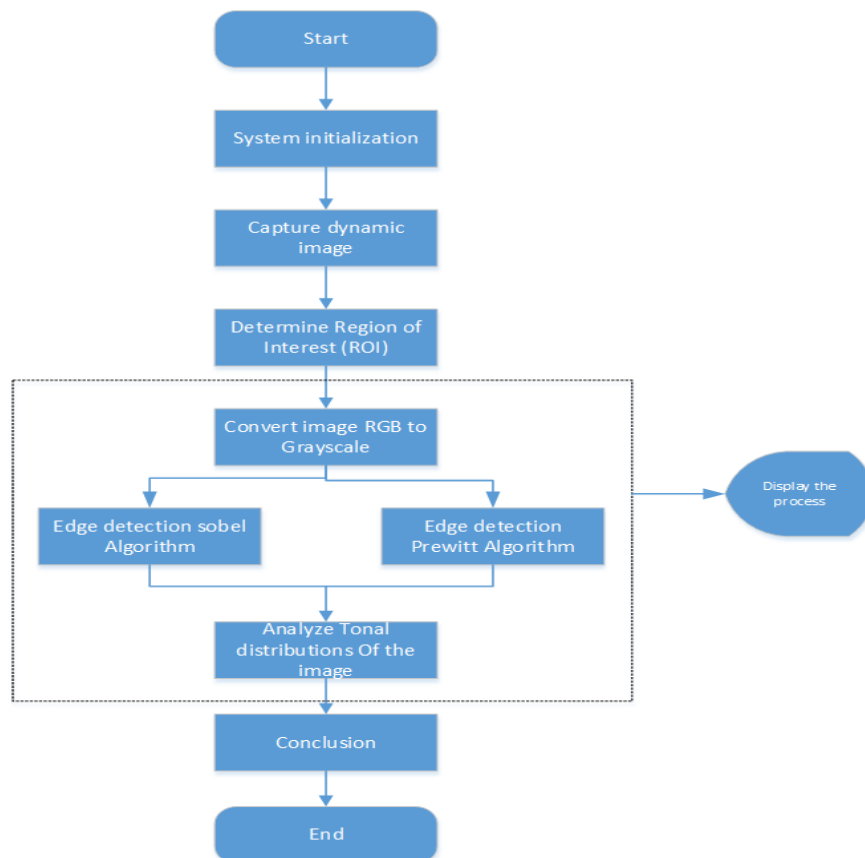 Start
System initialization
Capture dynamic
image
Determine Region of
Interest (ROI)
Convert image RGB to
Grayscale
Edge detection sobel
Algorithm
Edge detection
Prewitt Algorithm
Display the
process
Analyze Tonal
distributions Of the
image
Conclusion
End